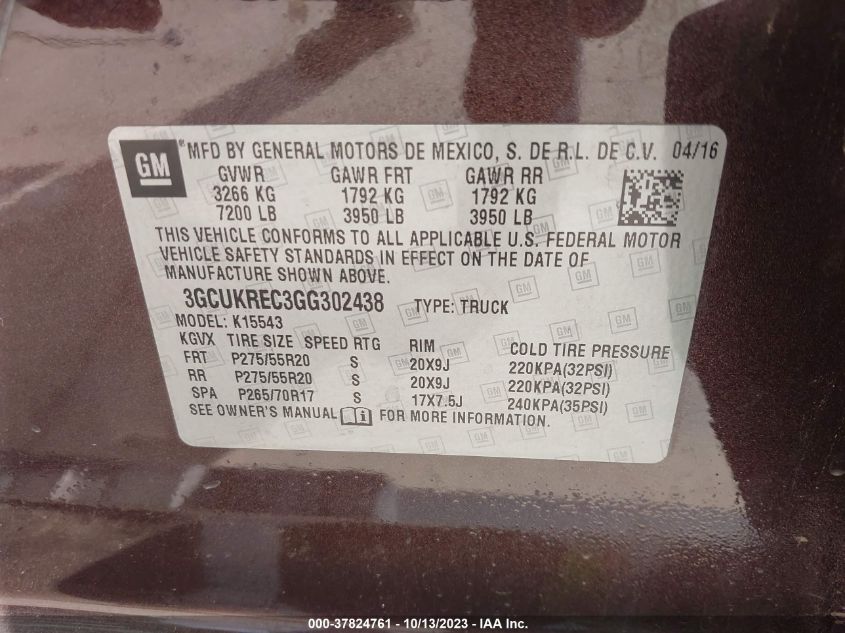 GM ®MFD BY GENERAL MOTORS DE MEXICO, S. DE R.L. DE C.V. 04/16
GVWR GAWR FRT GAWR RR
3266 KG 1792 KG 1792 KG
7200 LB 3950 LB 3950 LB
THIS VEHICLE CONFORMS TO ALL APPLICABLE U.S. FEDERAL MOTOR
VEHICLE SAFETY STANDARDS IN EFFECT ON THE DATE OF
MANUFACTURE SHOWN ABOVE.
3GCUKREC3GG302438 TYPE: TRUCK
MODEL: K15543
KGVX TIRE SIZE SPEED RTG RIM COLD TIRE PRESSURE
FRT P275/55R20 S 20X9J 220KPA(32PSI)
RR P275/55R20 S 20X9J 220KPA(32PSI)
SPA P265/70R17 S 17X7.5J 240KPA(35PSI)
SEE OWNER'S MANUAL i FOR MORE INFORMATION.
000-37824761 - 10/13/2023 - IAA Inc.